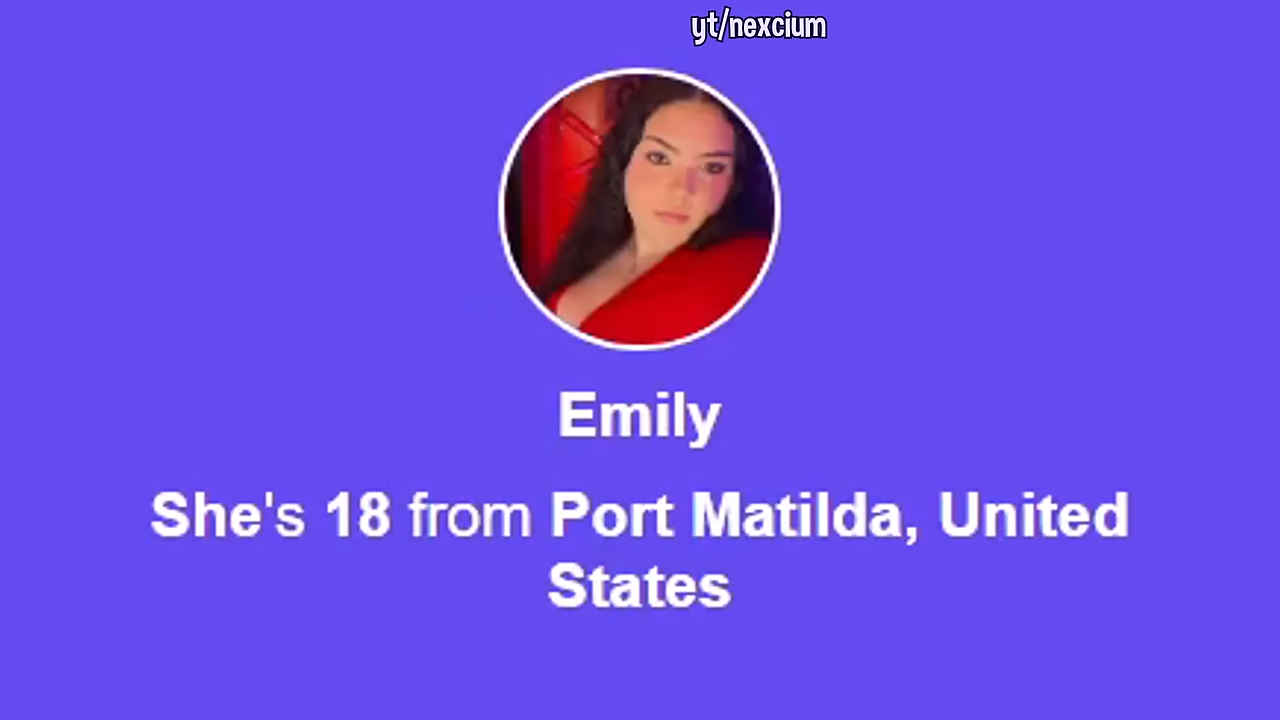 yt/nexcium
Emily
She's 18 from Port Matilda, United
States